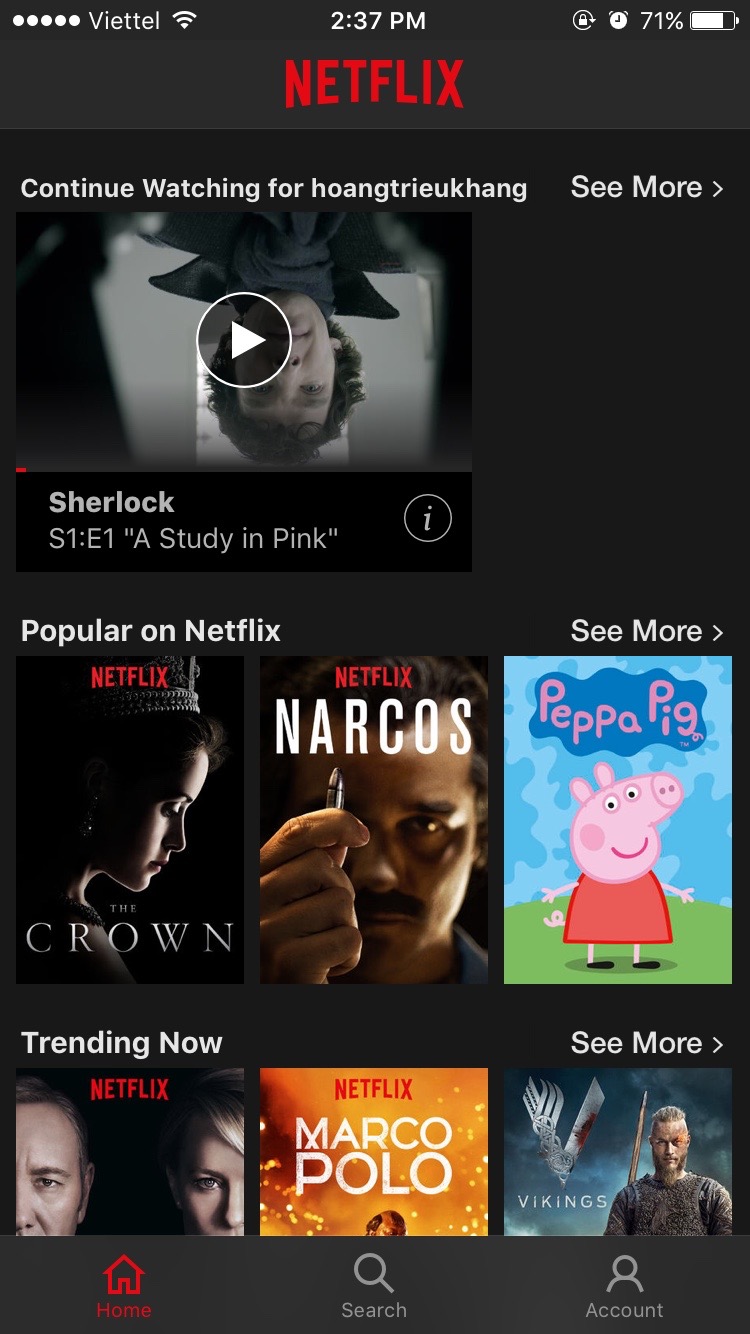 Viettel 2:37 PM 71%
NETFLIX
Continue Watching for hoangtrieukhang See More >
Sherlock
S1:E1 "A Study in Pink"
i
Popular on Netflix See More >
NETFLIX
THE
CROWN
NETFLIX
NARCOS
Peppa Pig
TM
Trending Now See More >
NETFLIX
NETFLIX
MARCO
POLO
VIKINGS
Home Search Account